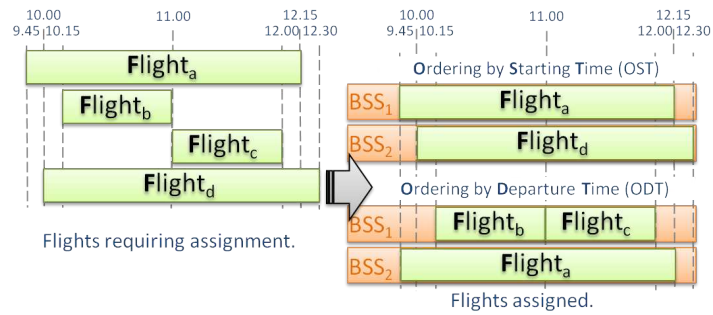 10.00 11.00 12.15
9.45 10.15 12.00 12.30
Flighta
Flightb
Flightc
Flightd
Flights requiring assignment.
10.00 11.00 12.15
9.45 10.15 12.00 12.30
Ordering by Starting Time (OST)
BSS1 Flighta
BSS2 Flightd
Ordering by Departure Time (ODT)
BSS1 Flightb Flightc
BSS2 Flighta
Flights assigned.